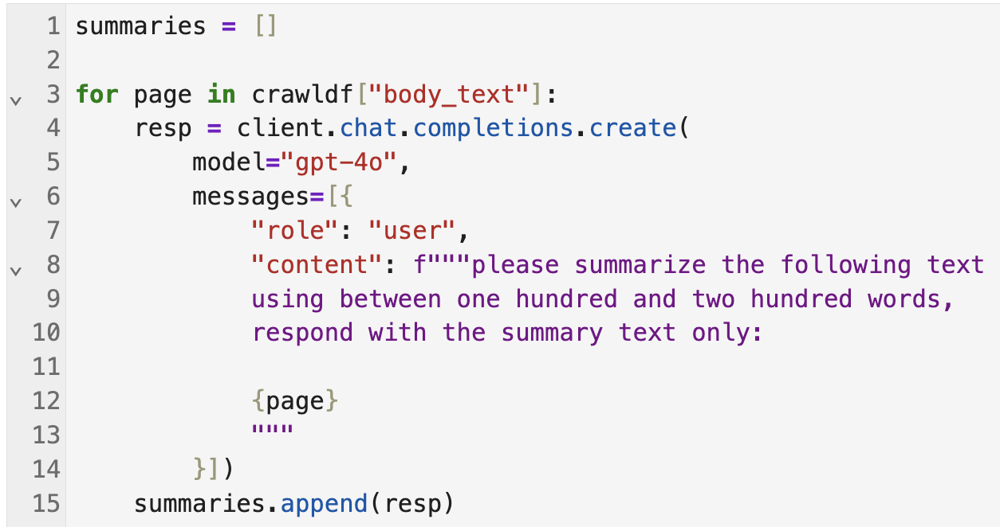 1 summaries = []
2
3 for page in crawldf["body_text"]:
4     resp = client.chat.completions.create(
5         model="gpt-4o",
6         messages=[{
7             "role": "user",
8             "content": f"""please summarize the following text
9             using between one hundred and two hundred words,
10             respond with the summary text only:
11
12             {page}
13             """
14         }])
15     summaries.append(resp)